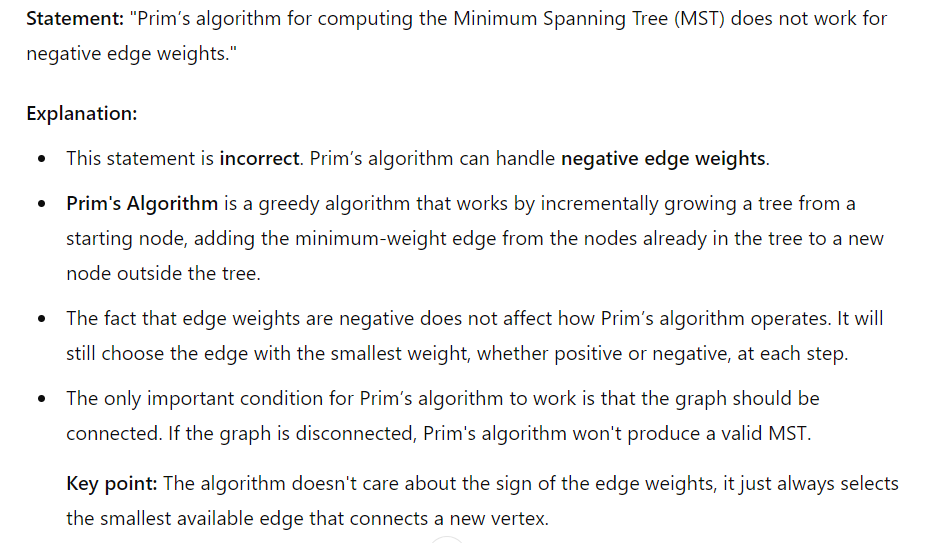 Statement: "Prim’s algorithm for computing the Minimum Spanning Tree (MST) does not work for
negative edge weights."
Explanation:
• This statement is incorrect. Prim’s algorithm can handle negative edge weights.
• Prim's Algorithm is a greedy algorithm that works by incrementally growing a tree from a
starting node, adding the minimum-weight edge from the nodes already in the tree to a new
node outside the tree.
• The fact that edge weights are negative does not affect how Prim’s algorithm operates. It will
still choose the edge with the smallest weight, whether positive or negative, at each step.
• The only important condition for Prim’s algorithm to work is that the graph should be
connected. If the graph is disconnected, Prim's algorithm won't produce a valid MST.
Key point: The algorithm doesn't care about the sign of the edge weights, it just always selects
the smallest available edge that connects a new vertex.